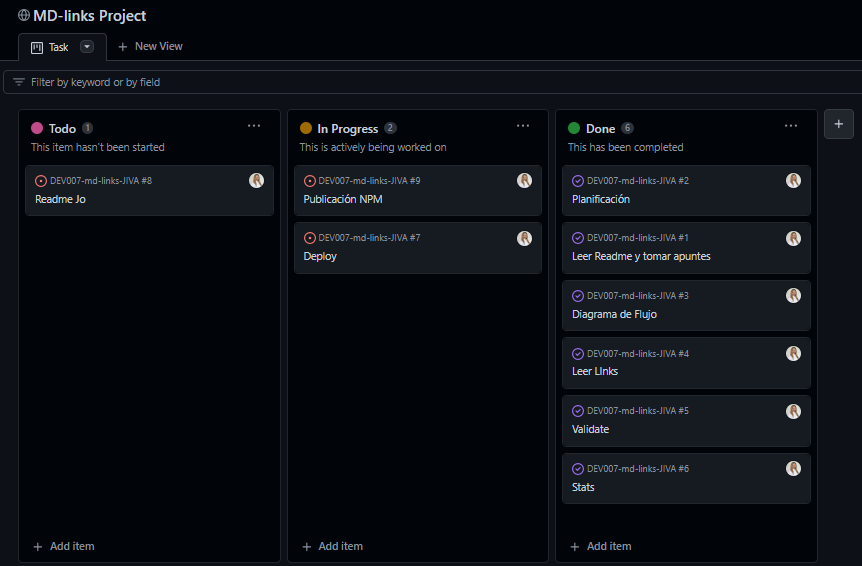 MD-links Project
Task
New View
Filter by keyword or by field
Todo 1
This item hasn't been started
DEV007-md-links-JIVA #8
Readme Jo
Add item
In Progress 2
This is actively being worked on
DEV007-md-links-JIVA #9
Publicación NPM
DEV007-md-links-JIVA #7
Deploy
Add item
Done 6
This has been completed
DEV007-md-links-JIVA #2
Planificación
DEV007-md-links-JIVA #1
Leer Readme y tomar apuntes
DEV007-md-links-JIVA #3
Diagrama de Flujo
DEV007-md-links-JIVA #4
Leer LInks
DEV007-md-links-JIVA #5
Validate
DEV007-md-links-JIVA #6
Stats
Add item